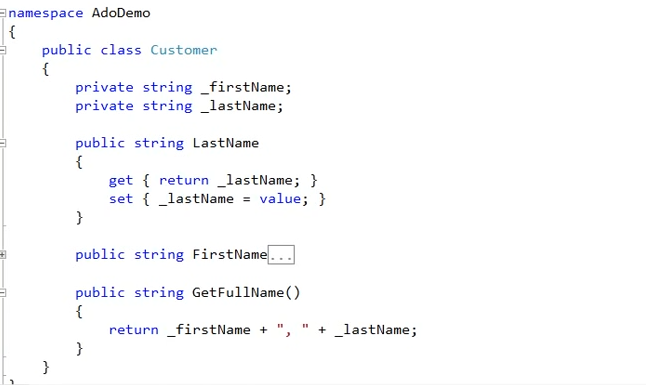 namespace AdoDemo
{
    public class Customer
    {
        private string _firstName;
        private string _lastName;

        public string LastName
        {
            get { return _lastName; }
            set { _lastName = value; }
        }

        public string FirstName...

        public string GetFullName()
        {
            return _firstName + ", " + _lastName;
        }
    }
}